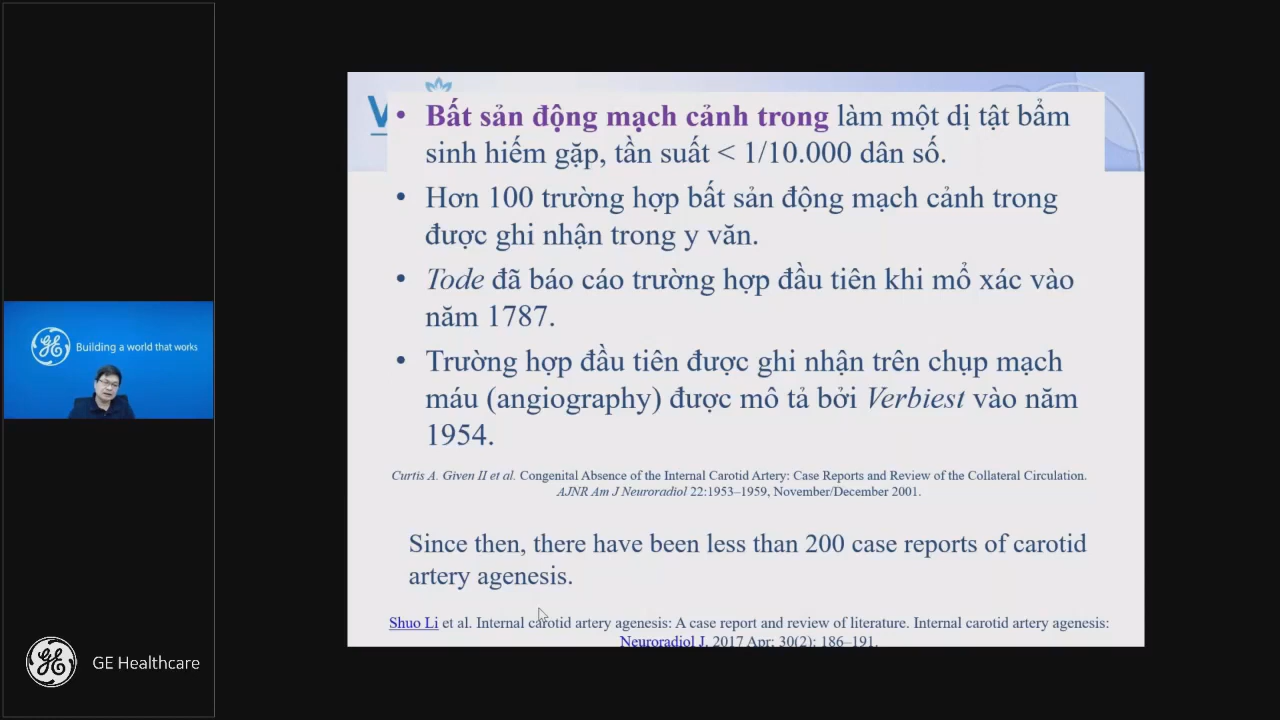 Bất sản động mạch cảnh trong làm một dị tật bẩm
sinh hiếm gặp, tần suất < 1/10.000 dân số.
Hơn 100 trường hợp bất sản động mạch cảnh trong
được ghi nhận trong y văn.
Tode đã báo cáo trường hợp đầu tiên khi mổ xác vào
năm 1787.
Trường hợp đầu tiên được ghi nhận trên chụp mạch
máu (angiography) được mô tả bởi Verbiest vào năm
1954.
Curtis A. Given II et al. Congenital Absence of the Internal Carotid Artery: Case Reports and Review of the Collateral Circulation.
AJNR Am J Neuroradiol 22:1953–1959, November/December 2001.
Since then, there have been less than 200 case reports of carotid
artery agenesis.
Shuo Li et al. Internal carotid artery agenesis: A case report and review of literature. Internal carotid artery agenesis:
Neuroradiol J. 2017 Apr; 30(2): 186–191.
GE Building a world that works
GE GE Healthcare